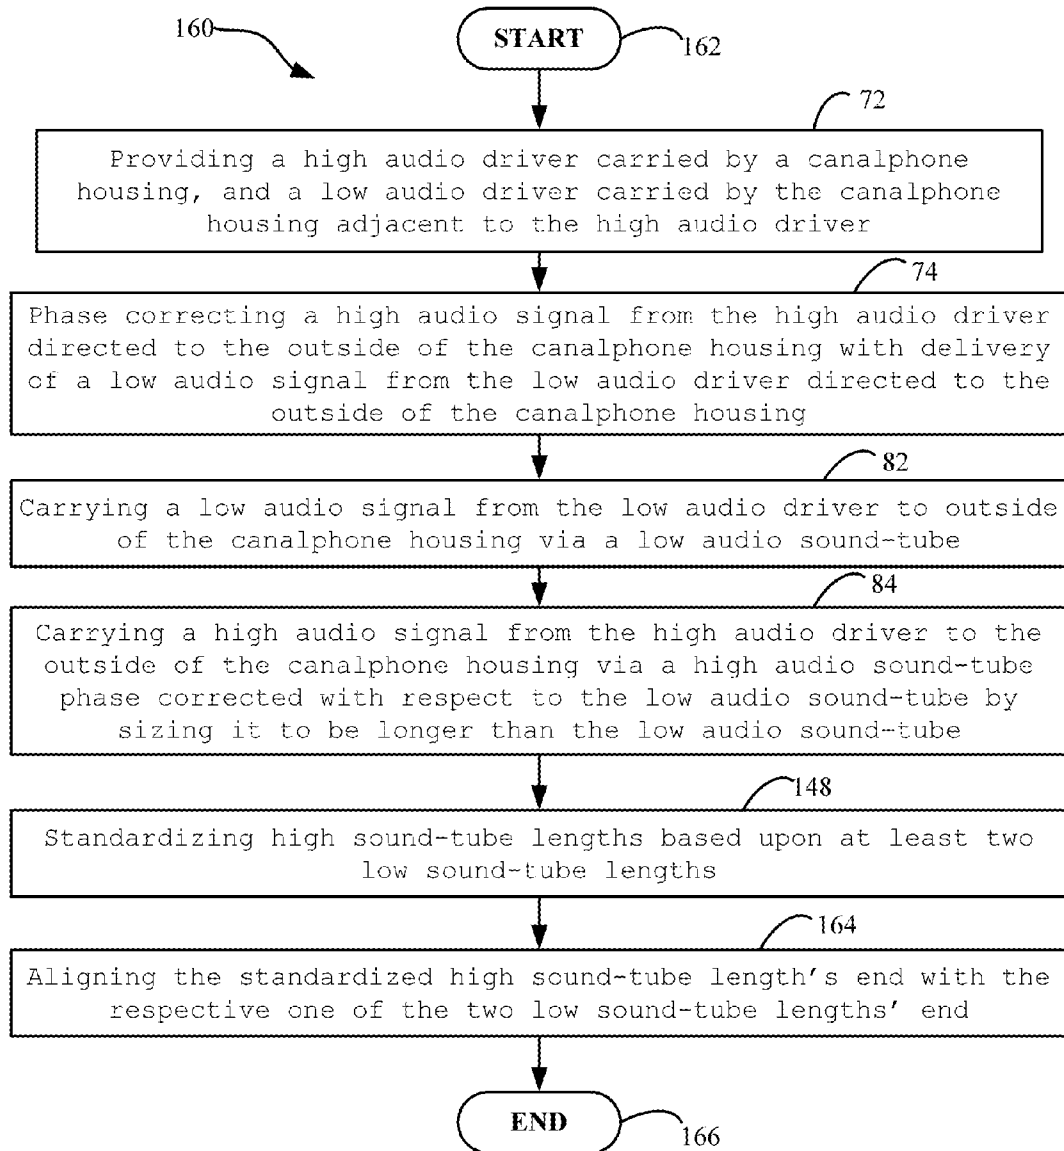 160
START
162
72
Providing a high audio driver carried by a canalphone
housing, and a low audio driver carried by the canalphone
housing adjacent to the high audio driver
74
Phase correcting a high audio signal from the high audio driver
directed to the outside of the canalphone housing with delivery
of a low audio signal from the low audio driver directed to the
outside of the canalphone housing
82
Carrying a low audio signal from the low audio driver to outside
of the canalphone housing via a low audio sound-tube
84
Carrying a high audio signal from the high audio driver to the
outside of the canalphone housing via a high audio sound-tube
phase corrected with respect to the low audio sound-tube by
sizing it to be longer than the low audio sound-tube
148
Standardizing high sound-tube lengths based upon at least two
low sound-tube lengths
164
Aligning the standardized high sound-tube length's end with the
respective one of the two low sound-tube lengths' end
END
166